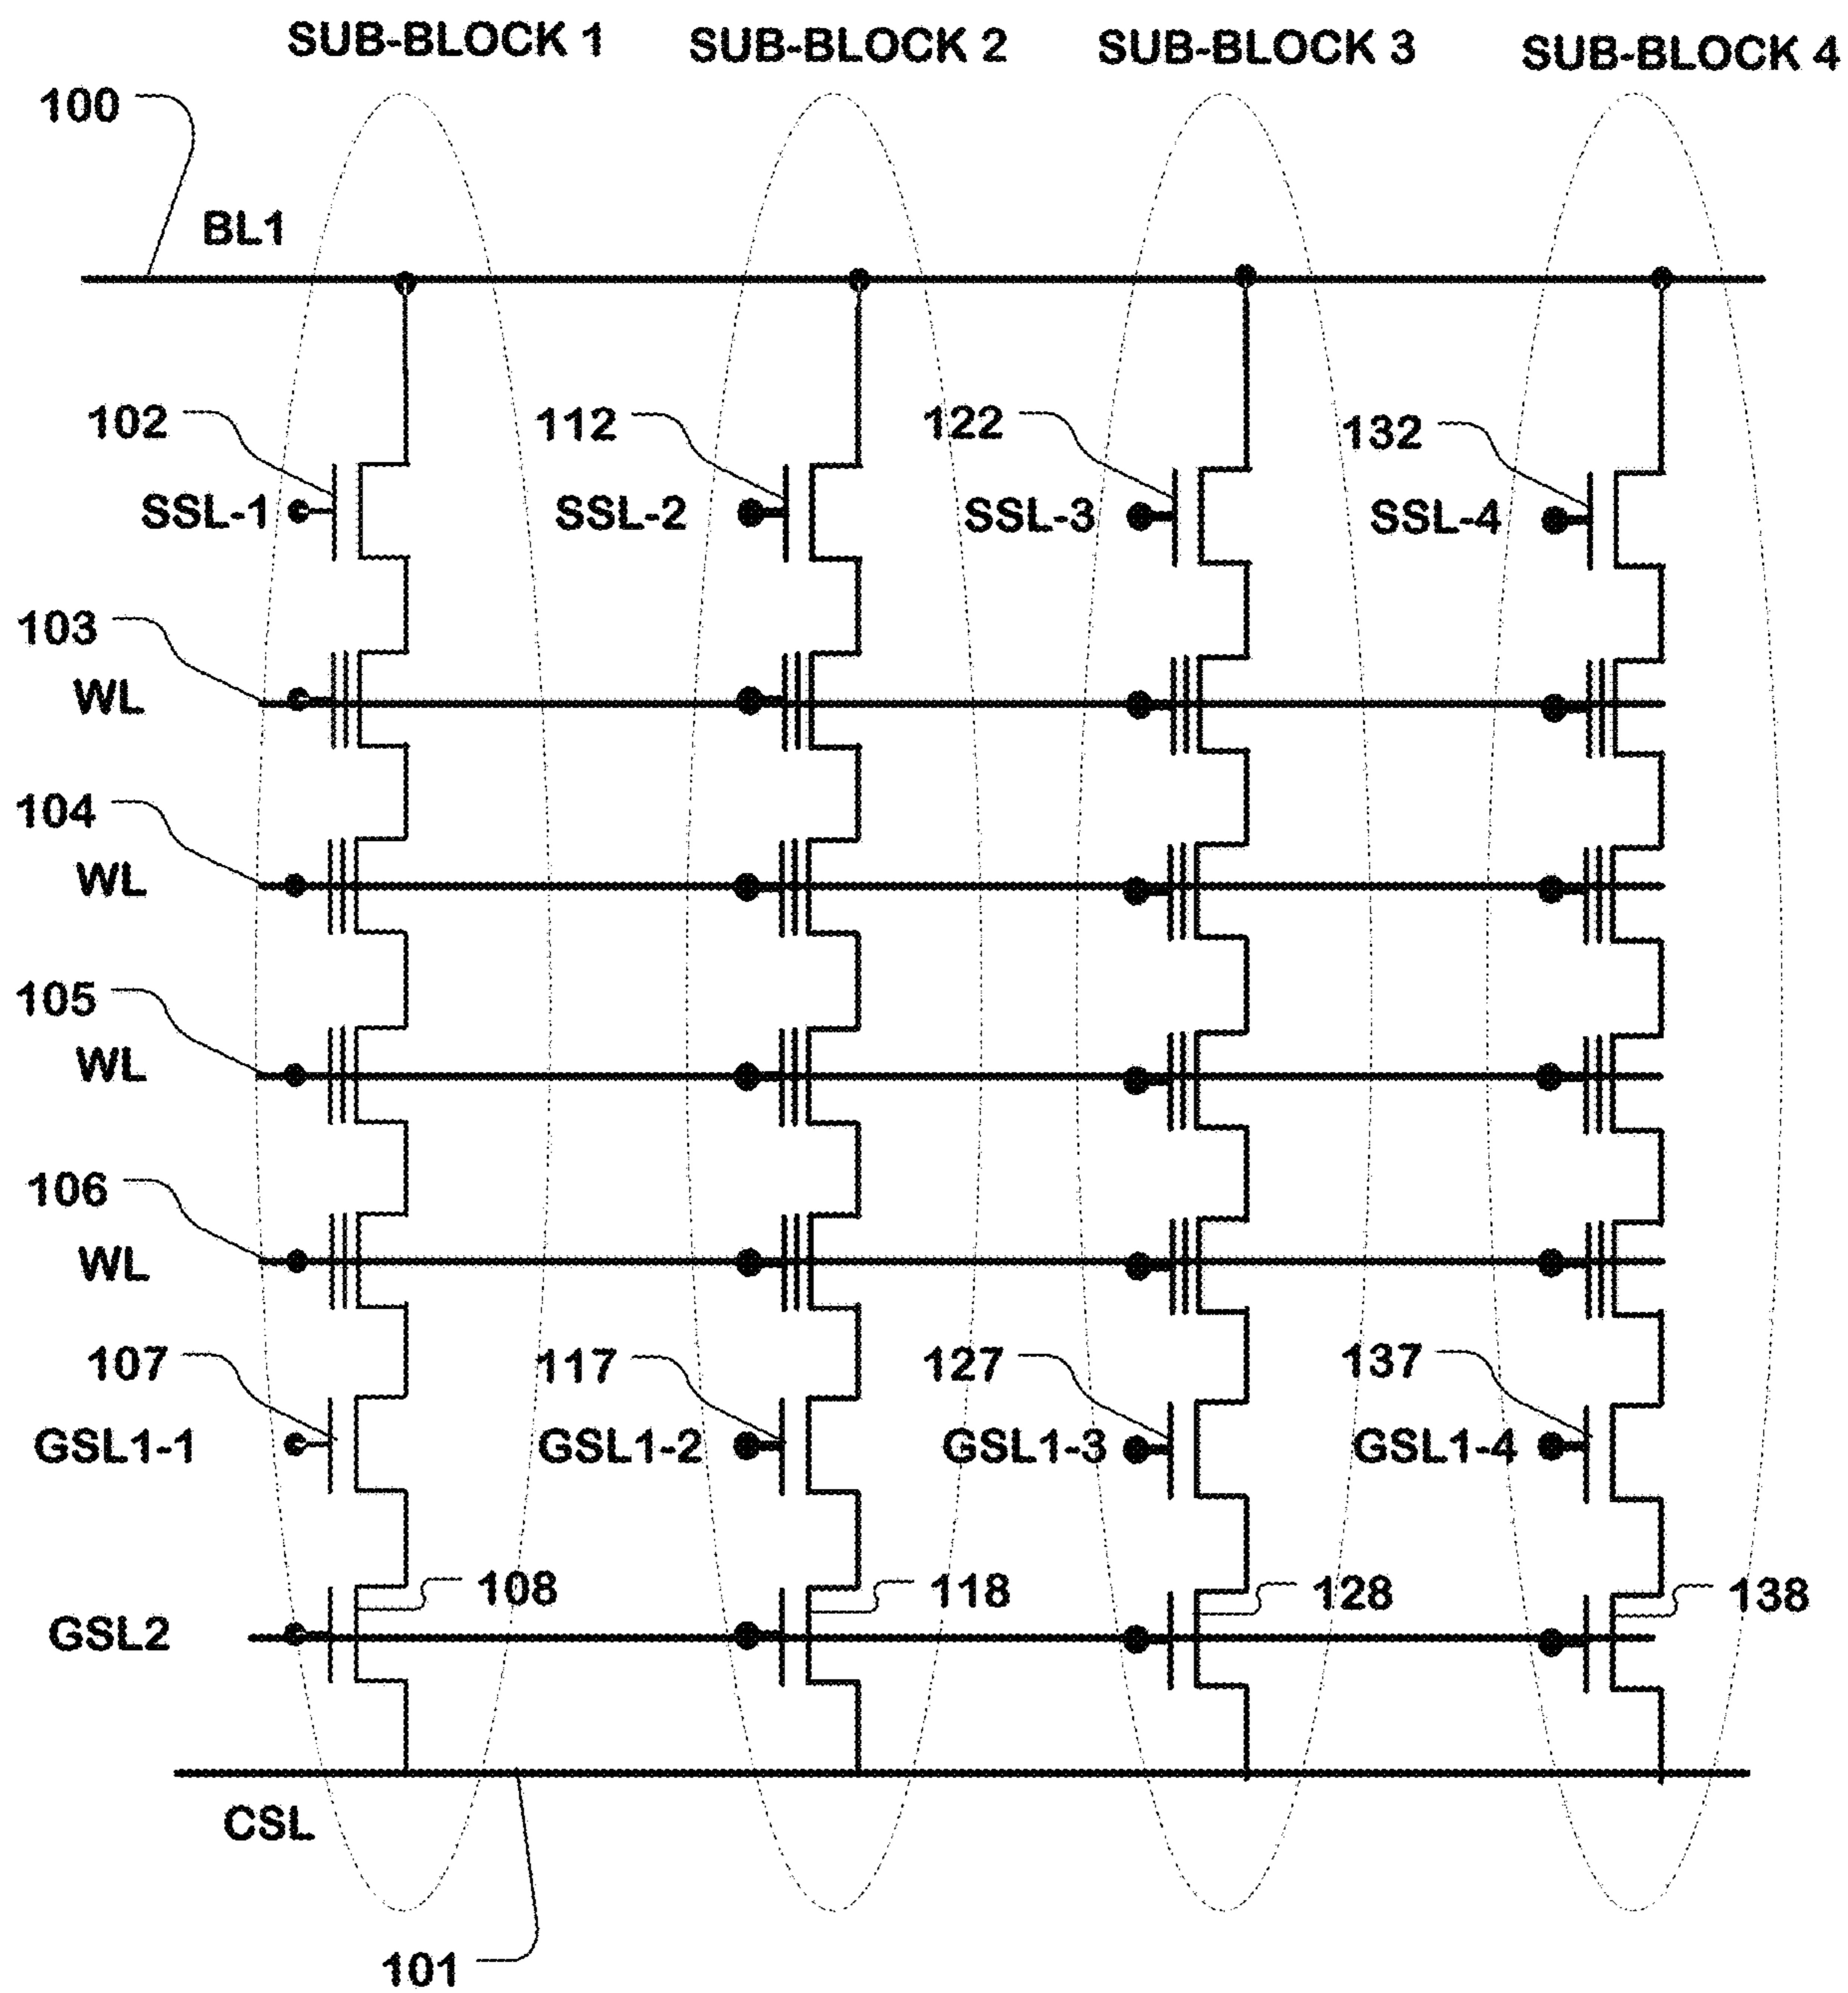 SUB-BLOCK 1 SUB-BLOCK 2 SUB-BLOCK 3 SUB-BLOCK 4
100
BL1
102 112 122 132
SSL-1 SSL-2 SSL-3 SSL-4
103
WL
104
WL
105
WL
106
WL
107 117 127 137
GSL1-1 GSL1-2 GSL1-3 GSL1-4
108 118 128 138
GSL2
CSL
101